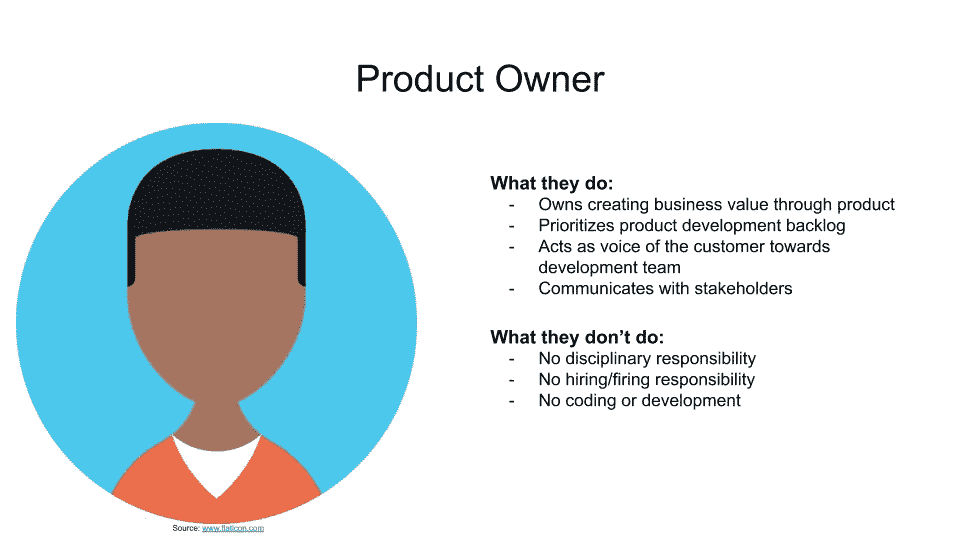 Product Owner
What they do:
- Owns creating business value through product
- Prioritizes product development backlog
- Acts as voice of the customer towards
development team
- Communicates with stakeholders
What they don’t do:
- No disciplinary responsibility
- No hiring/firing responsibility
- No coding or development
Source: www.flaticon.com